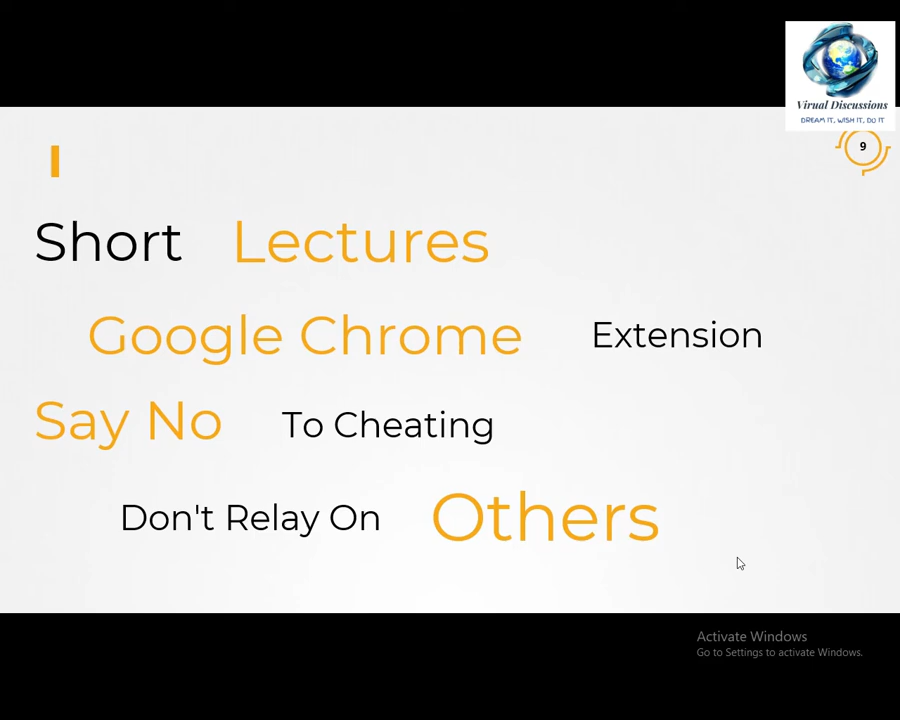 Virual Discussions
DREAM IT, WISH IT, DO IT
9
I
Short Lectures
Google Chrome Extension
Say No To Cheating
Don't Relay On Others
Activate Windows
Go to Settings to activate Windows.